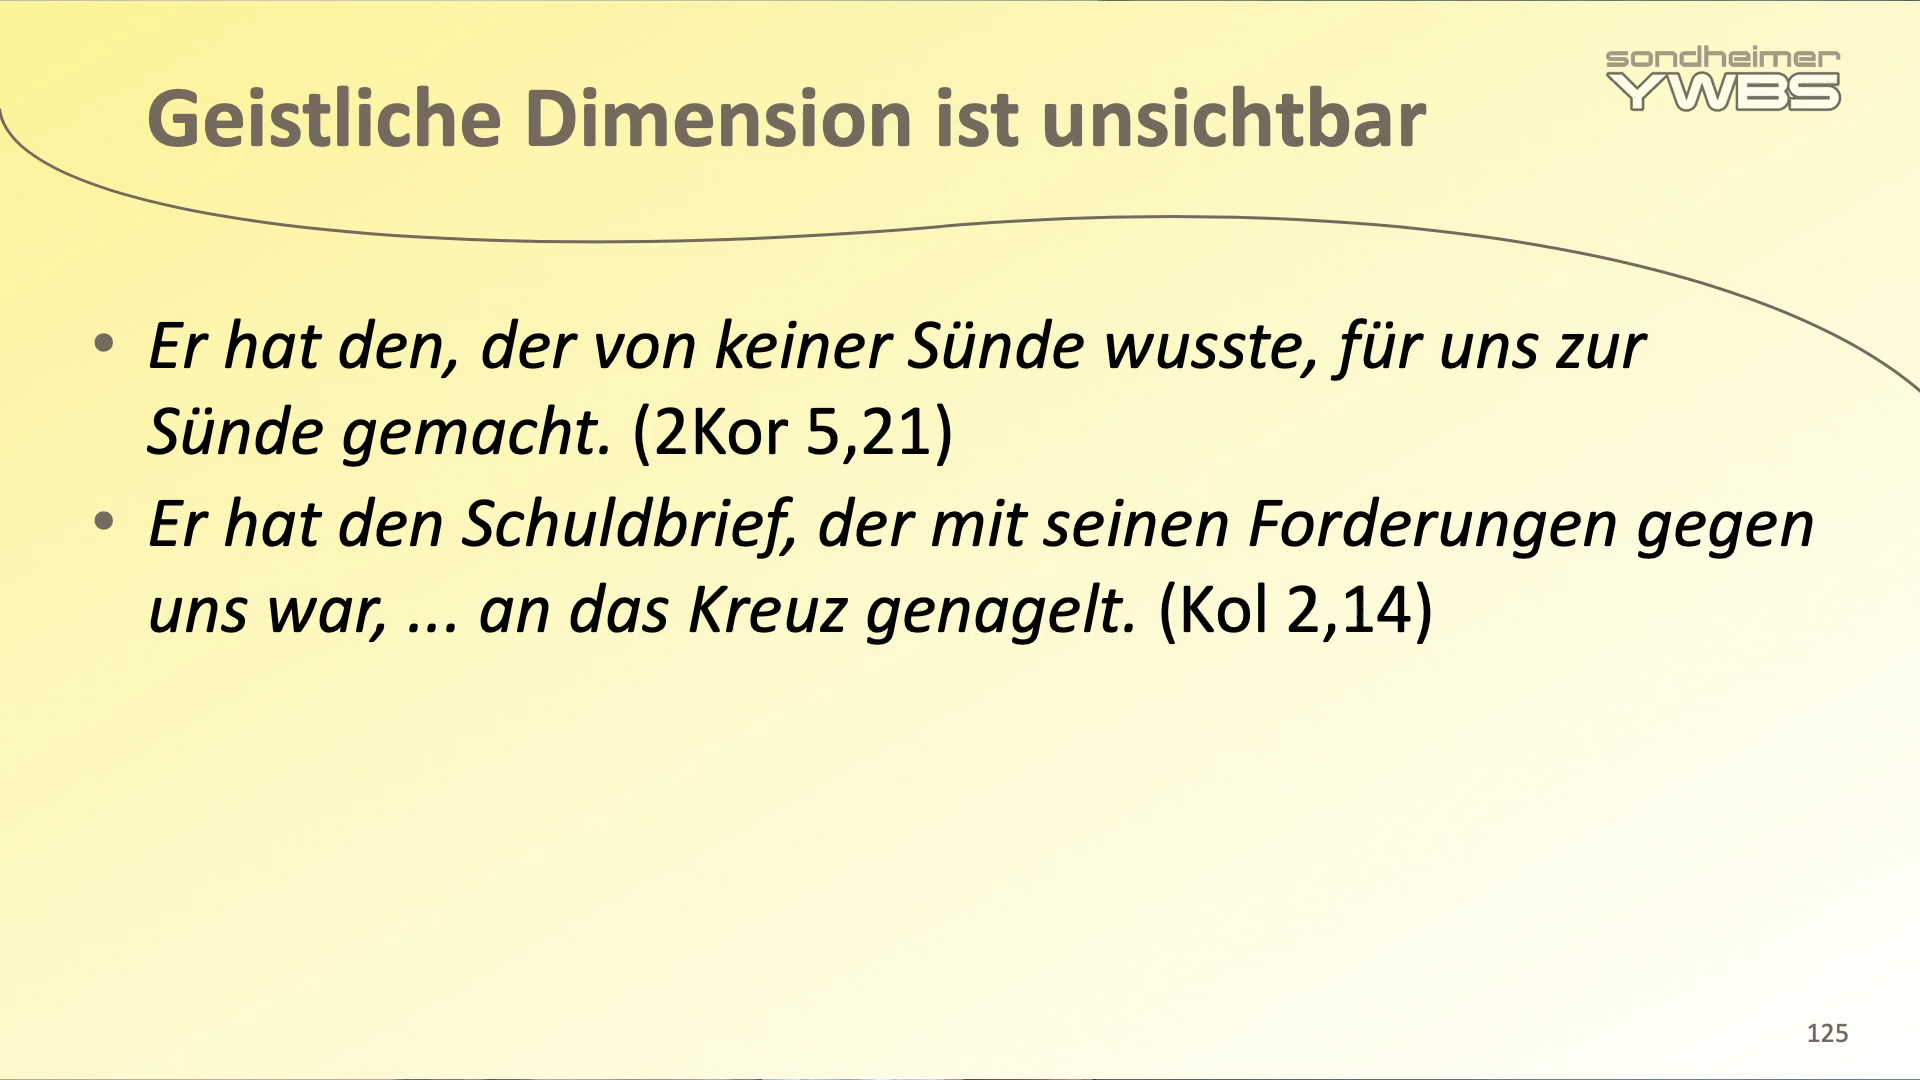 sondheimer
YWBS
Geistliche Dimension ist unsichtbar
• Er hat den, der von keiner Sünde wusste, für uns zur
Sünde gemacht. (2Kor 5,21)
• Er hat den Schuldbrief, der mit seinen Forderungen gegen
uns war, ... an das Kreuz genagelt. (Kol 2,14)
125